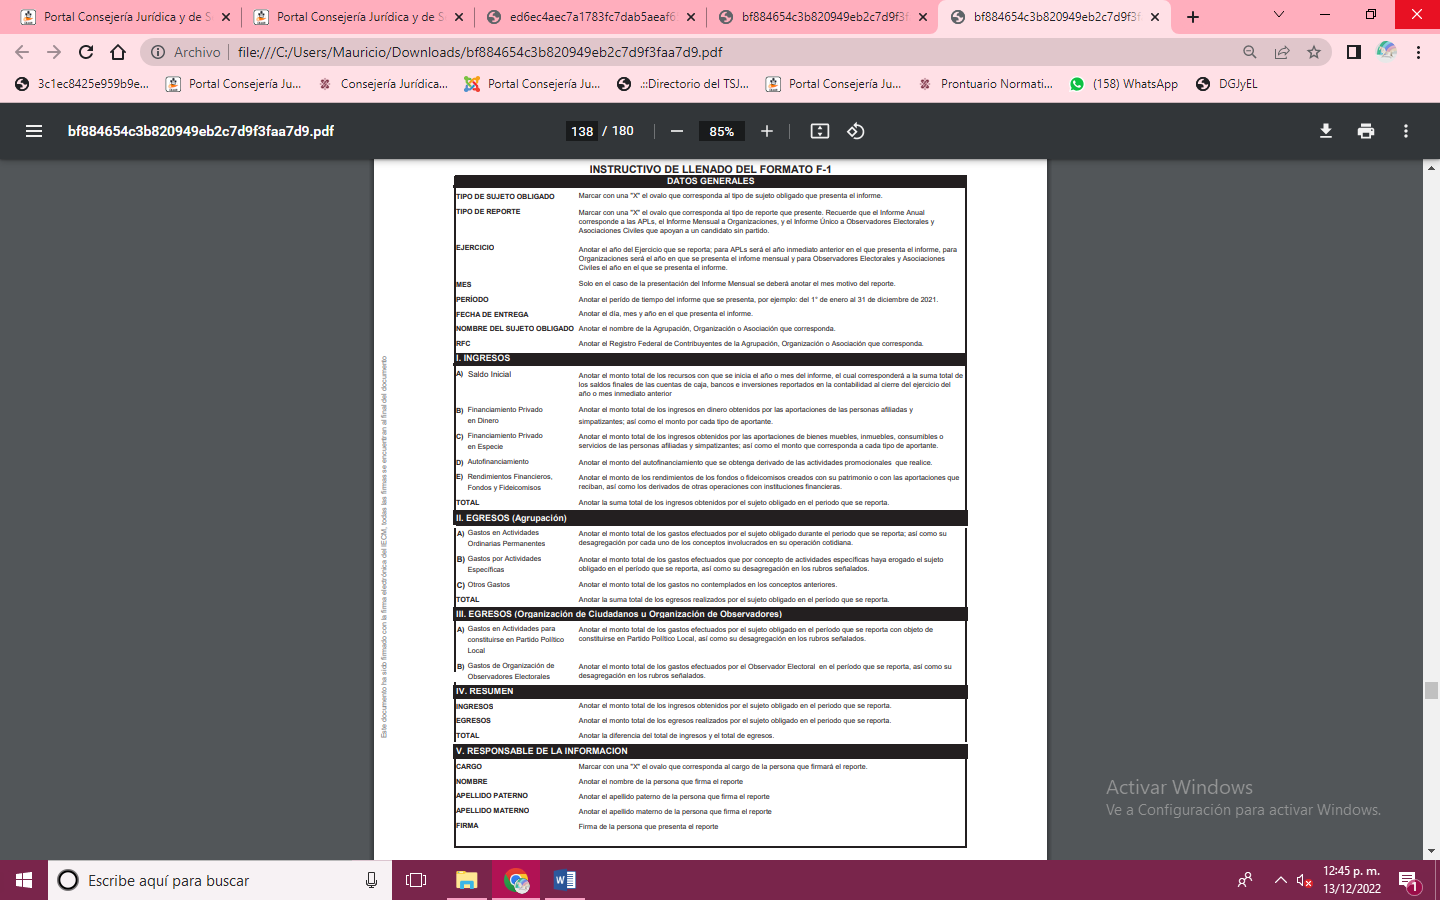 Portal Consejería Jurídica y de S
Portal Consejería Jurídica y de S
ed6ec4aec7a1783fc7dab5aeaf6
bf884654c3b820949eb2c7d9f3f
bf884654c3b820949eb2c7d9f3f
Archivo
file:///C:/Users/Mauricio/Downloads/bf884654c3b820949eb2c7d9f3faa7d9.pdf
3c1ec8425e959b9e...
Portal Consejería Ju...
Consejería Jurídica...
Portal Consejería Ju...
.::Directorio del TSJ...
Portal Consejería Ju...
Prontuario Normati...
(158) WhatsApp
DGJyEL
bf884654c3b820949eb2c7d9f3faa7d9.pdf
138 / 180
85%
INSTRUCTIVO DE LLENADO DEL FORMATO F-1
DATOS GENERALES
TIPO DE SUJETO OBLIGADO
Marcar con una "X" el ovalo que corresponda al tipo de sujeto obligado que presenta el informe.
TIPO DE REPORTE
Marcar con una "X" el ovalo que corresponda al tipo de reporte que presente. Recuerde que el Informe Anual
corresponde a las APLs, el Informe Mensual a Organizaciones, y el Informe Único a Observadores Electorales y
Asociaciones Civiles que apoyan a un candidato sin partido.
EJERCICIO
Anotar el año del Ejercicio que se reporta; para APLs será el año inmediato anterior en el que presenta el informe, para
Organizaciones será el año en que se presenta el infome mensual y para Observadores Electorales y Asociaciones
Civiles el año en el que se presenta el informe.
MES
Solo en el caso de la presentación del Informe Mensual se deberá anotar el mes motivo del reporte.
PERÍODO
Anotar el perído de tiempo del informe que se presenta, por ejemplo: del 1° de enero al 31 de diciembre de 2021.
FECHA DE ENTREGA
Anotar el día, mes y año en el que presenta el informe.
NOMBRE DEL SUJETO OBLIGADO
Anotar el nombre de la Agrupación, Organización o Asociación que corresponda.
RFC
Anotar el Registro Federal de Contribuyentes de la Agrupación, Organización o Asociación que corresponda.
I. INGRESOS
A) Saldo Inicial
Anotar el monto total de los recursos con que se inicia el año o mes del informe, el cual corresponderá a la suma total de
los saldos finales de las cuentas de caja, bancos e inversiones reportados en la contabilidad al cierre del ejercicio del
año o mes inmediato anterior
B) Financiamiento Privado
en Dinero
Anotar el monto total de los ingresos en dinero obtenidos por las aportaciones de las personas afiliadas y
simpatizantes; así como el monto por cada tipo de aportante.
C) Financiamiento Privado
en Especie
Anotar el monto total de los ingresos obtenidos por las aportaciones de bienes muebles, inmuebles, consumibles o
servicios de las personas afiliadas y simpatizantes; así como el monto que corresponda a cada tipo de aportante.
D) Autofinanciamiento
Anotar el monto del autofinanciamiento que se obtenga derivado de las actividades promocionales que realice.
E) Rendimientos Financieros,
Fondos y Fideicomisos
Anotar el monto de los rendimientos de los fondos o fideicomisos creados con su patrimonio o con las aportaciones que
reciban, así como los derivados de otras operaciones con instituciones financieras.
TOTAL
Anotar la suma total de los ingresos obtenidos por el sujeto obligado en el periodo que se reporta.
II. EGRESOS (Agrupación)
A) Gastos en Actividades
Ordinarias Permanentes
Anotar el monto total de los gastos efectuados por el sujeto obligado durante el periodo que se reporta; así como su
desagregación por cada uno de los conceptos involucrados en su operación cotidiana.
B) Gastos por Actividades
Específicas
Anotar el monto total de los gastos efectuados que por concepto de actividades específicas haya erogado el sujeto
obligado en el período que se reporta, así como su desagregación en los rubros señalados.
C) Otros Gastos
Anotar el monto total de los gastos no contemplados en los conceptos anteriores.
TOTAL
Anotar la suma total de los egresos realizados por el sujeto obligado en el período que se reporta.
III. EGRESOS (Organización de Ciudadanos u Organización de Observadores)
A) Gastos en Actividades para
constituirse en Partido Político
Local
Anotar el monto total de los gastos efectuados por el sujeto obligado en el período que se reporta con objeto de
constituirse en Partido Político Local, así como su desagregación en los rubros señalados.
B) Gastos de Organización de
Observadores Electorales
Anotar el monto total de los gastos efectuados por el Observador Electoral en el período que se reporta, así como su
desagregación en los rubros señalados.
IV. RESUMEN
INGRESOS
Anotar el monto total de los ingresos obtenidos por el sujeto obligado en el período que se reporta.
EGRESOS
Anotar el monto total de los egresos realizados por el sujeto obligado en el periodo que se reporta.
TOTAL
Anotar la diferencia del total de ingresos y el total de egresos.
V. RESPONSABLE DE LA INFORMACION
CARGO
Marcar con una "X" el ovalo que corresponda al cargo de la persona que firmará el reporte.
NOMBRE
Anotar el nombre de la persona que firma el reporte
APELLIDO PATERNO
Anotar el apellido paterno de la persona que firma el reporte
APELLIDO MATERNO
Anotar el apellido materno de la persona que firma el reporte
FIRMA
Firma de la persona que presenta el reporte
Este documento ha sido firmado con la firma electrónica del IECM, todas las firmas se encuentran al final del documento
Activar Windows
Ve a Configuración para activar Windows.
Escribe aquí para buscar
12:45 p. m.
13/12/2022
1